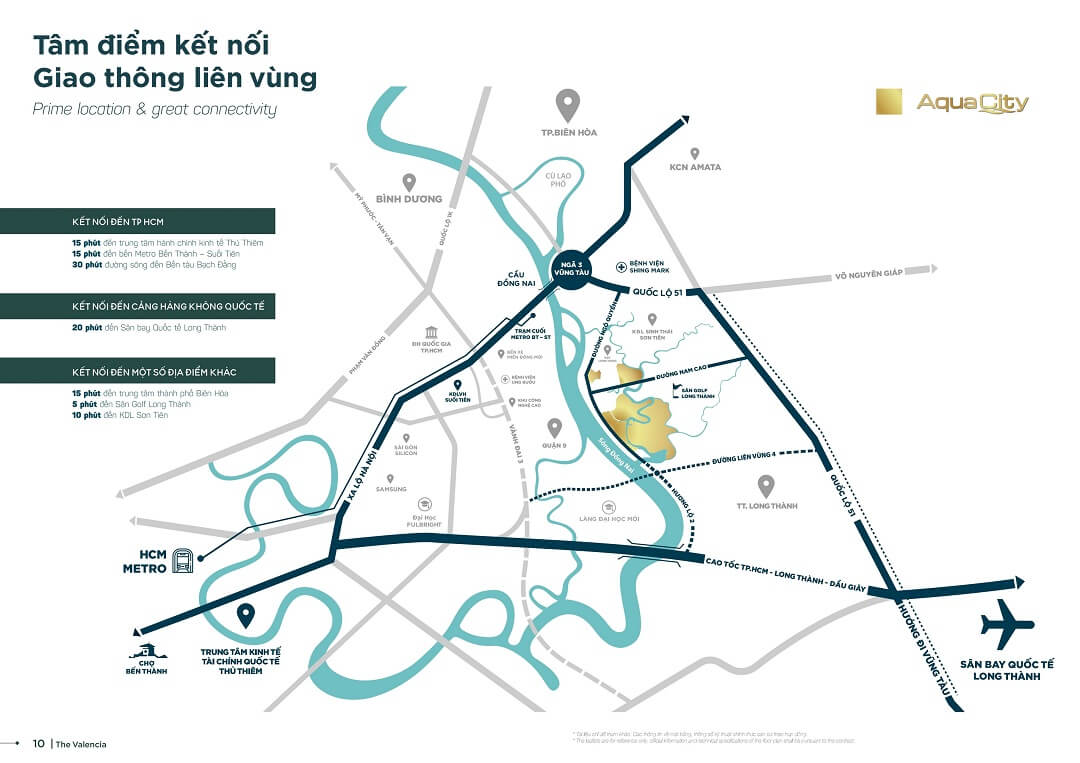 Tâm điểm kết nối
Giao thông liên vùng
Prime location & great connectivity
AquaCity
KẾT NỐI ĐẾN TP HCM
15 phút đến trung tâm hành chính kinh tế Thủ Thiêm
15 phút đến bến Metro Bến Thành – Suối Tiên
30 phút đường sông đến Bến tàu Bạch Đằng
KẾT NỐI ĐẾN CẢNG HÀNG KHÔNG QUỐC TẾ
20 phút đến Sân bay Quốc tế Long Thành
KẾT NỐI ĐẾN MỘT SỐ ĐỊA ĐIỂM KHÁC
15 phút đến trung tâm thành phố Biên Hòa
5 phút đến Sân Golf Long Thành
10 phút đến KDL Sơn Tiên
TP.BIÊN HÒA
KCN AMATA
CÙ LAO
PHỐ
BÌNH DƯƠNG
MỸ PHƯỚC - TÂN VẠN
QUỐC LỘ 1K
NGÃ 3
VŨNG TÀU
BỆNH VIỆN
SHING MARK
CẦU
ĐỒNG NAI
QUỐC LỘ 51
VÕ NGUYÊN GIÁP
TRẠM CUỐI
METRO BT – ST
ĐƯỜNG NGÔ QUYỀN
KDL SINH THÁI
SƠN TIÊN
PHẠM VĂN ĐỒNG
ĐH QUỐC GIA
TP.HCM
BẾN XE
MIỀN ĐÔNG MỚI
BỆNH VIỆN
UNG BƯỚU
ĐƯỜNG NAM CAO
KDLVH
SUỐI TIÊN
KHU CÔNG
NGHỆ CAO
SÂN GOLF
LONG THÀNH
VÀNH ĐAI 3
QUẬN 9
Sông Đồng Nai
SÀI GÒN
SILICON
XA LỘ HÀ NỘI
SAMSUNG
ĐƯỜNG LIÊN VÙNG 4
QUỐC LỘ 51
Đại Học
FULBRIGHT
LÀNG ĐẠI HỌC MỚI
HƯƠNG LỘ 2
TT. LONG THÀNH
HCM
METRO
CAO TỐC TP.HCM - LONG THÀNH - DẦU GIÂY
HƯỚNG ĐI VŨNG TÀU
CHỢ
BẾN THÀNH
TRUNG TÂM KINH TẾ
TÀI CHÍNH QUỐC TẾ
THỦ THIÊM
SÂN BAY QUỐC TẾ
LONG THÀNH
10 | The Valencia